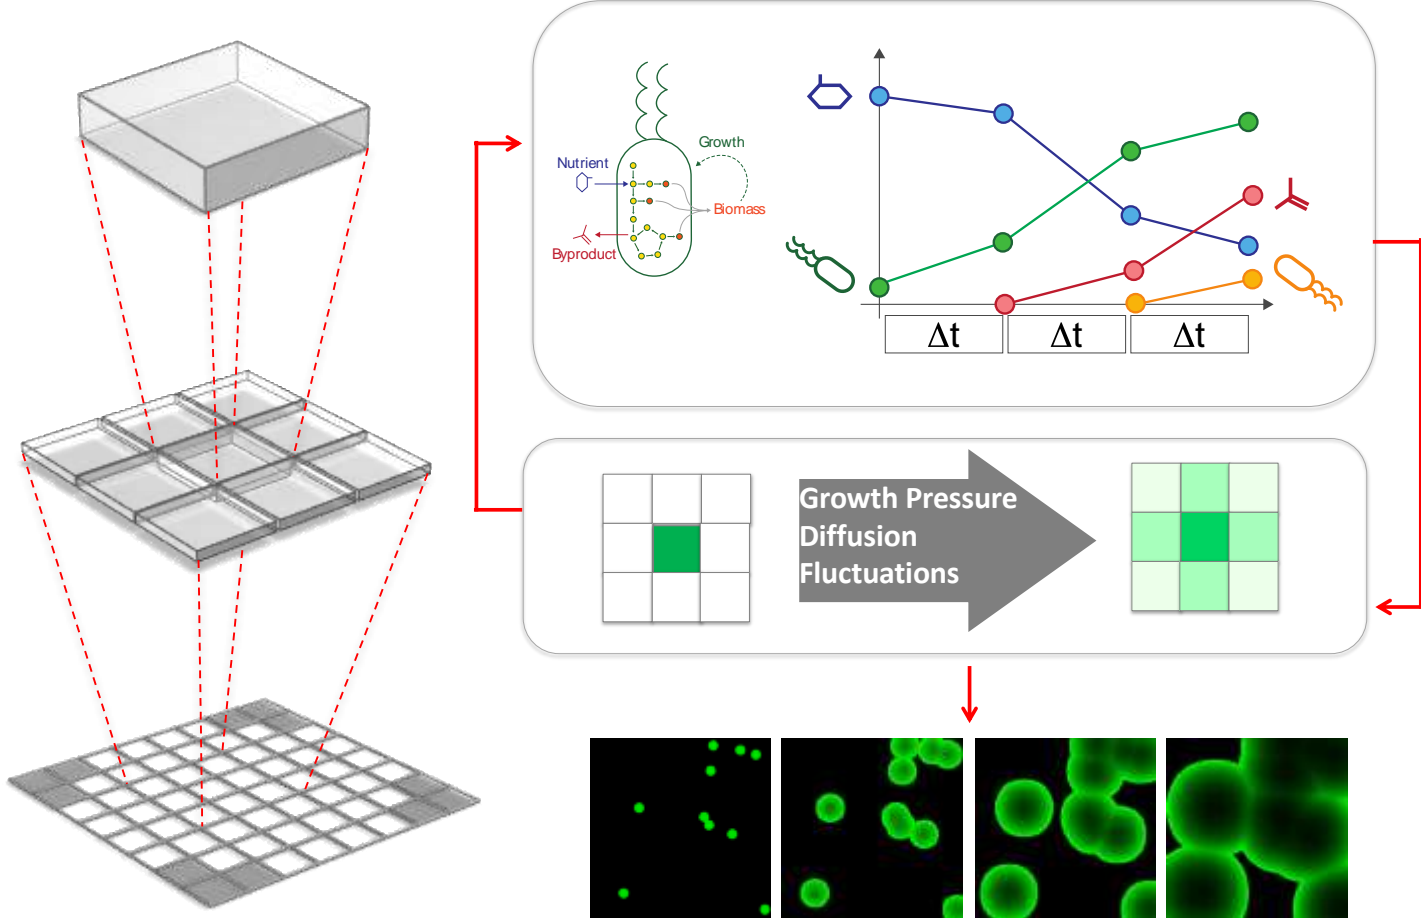 Growth
Nutrient
Biomass
Byproduct
Δt
Δt
Δt
Growth Pressure
Diffusion
Fluctuations